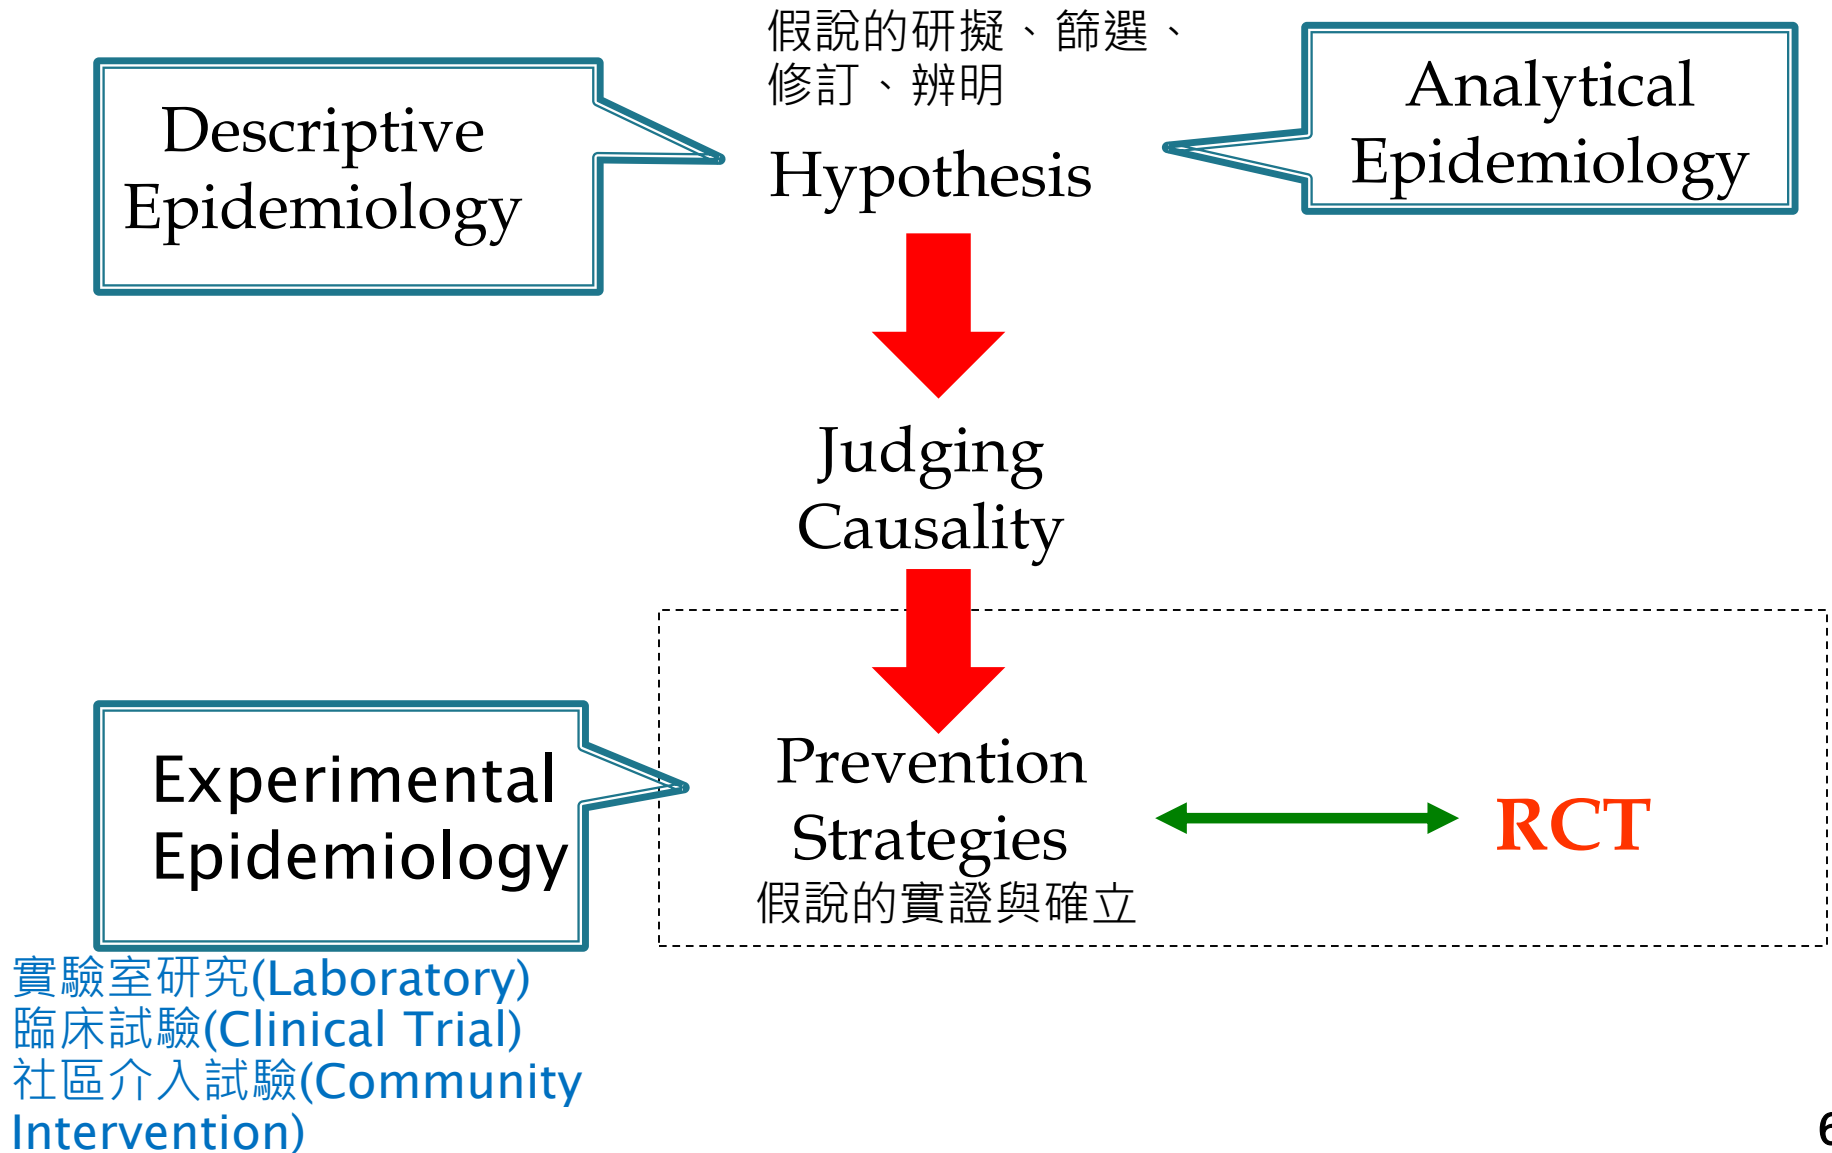 假說的研擬、篩選、
修訂、辨明
Descriptive
Epidemiology
Hypothesis
Analytical
Epidemiology
Judging
Causality
Experimental
Epidemiology
Prevention
Strategies
假說的實證與確立
RCT
實驗室研究(Laboratory)
臨床試驗(Clinical Trial)
社區介入試驗(Community
Intervention)
6